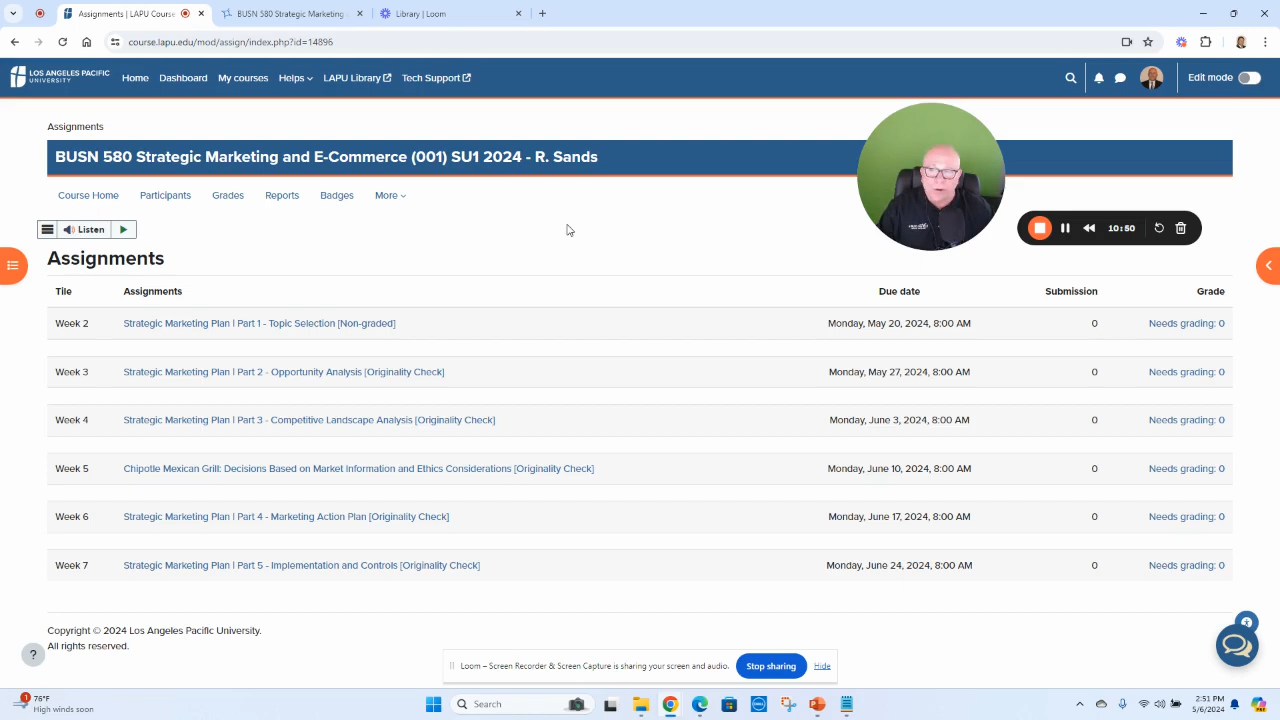 Assignments | LAPU Cours
BUSN 580 Strategic Marketing
Library | Loom
course.lapu.edu/mod/assign/index.php?id=14896
LOS ANGELES PACIFIC
UNIVERSITY
Home
Dashboard
My courses
Helps
LAPU Library
Tech Support
Edit mode
Assignments
BUSN 580 Strategic Marketing and E-Commerce (001) SU1 2024 - R. Sands
Course Home
Participants
Grades
Reports
Badges
More
Listen
10:50
Assignments
Tile Assignments Due date Submission Grade
Week 2 Strategic Marketing Plan | Part 1 - Topic Selection [Non-graded] Monday, May 20, 2024, 8:00 AM 0 Needs grading: 0
Week 3 Strategic Marketing Plan | Part 2 - Opportunity Analysis [Originality Check] Monday, May 27, 2024, 8:00 AM 0 Needs grading: 0
Week 4 Strategic Marketing Plan | Part 3 - Competitive Landscape Analysis [Originality Check] Monday, June 3, 2024, 8:00 AM 0 Needs grading: 0
Week 5 Chipotle Mexican Grill: Decisions Based on Market Information and Ethics Considerations [Originality Check] Monday, June 10, 2024, 8:00 AM 0 Needs grading: 0
Week 6 Strategic Marketing Plan | Part 4 - Marketing Action Plan [Originality Check] Monday, June 17, 2024, 8:00 AM 0 Needs grading: 0
Week 7 Strategic Marketing Plan | Part 5 - Implementation and Controls [Originality Check] Monday, June 24, 2024, 8:00 AM 0 Needs grading: 0
Copyright © 2024 Los Angeles Pacific University.
All rights reserved.
?
Loom – Screen Recorder & Screen Capture is sharing your screen and audio.
Stop sharing
Hide
1
76°F
High winds soon
Search
2:51 PM
5/6/2024